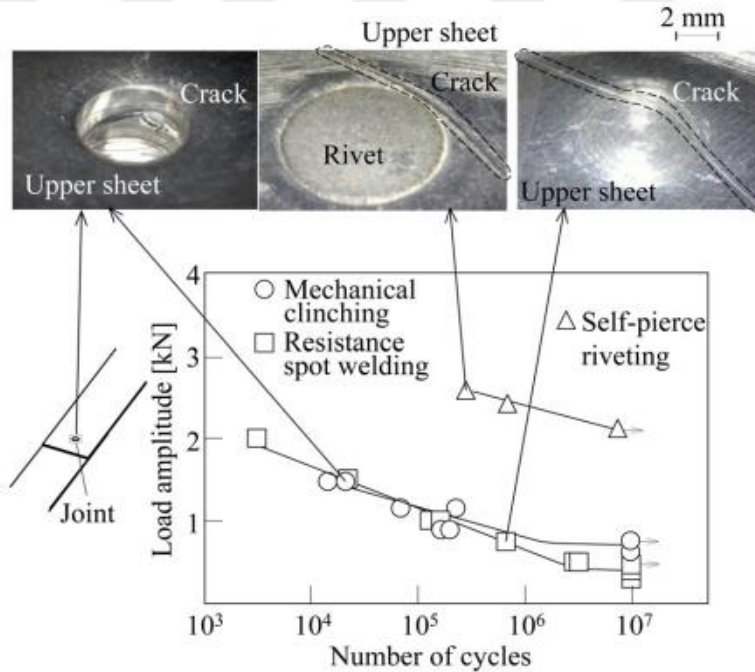 2 mm
Upper sheet
Crack
Upper sheet
Crack
Rivet
Crack
Upper sheet
4
3
2
1
Load amplitude [kN]
Mechanical
clinching
Resistance
spot welding
Self-pierce
riveting
Joint
10³ 10⁴ 10⁵ 10⁶ 10⁷
Number of cycles